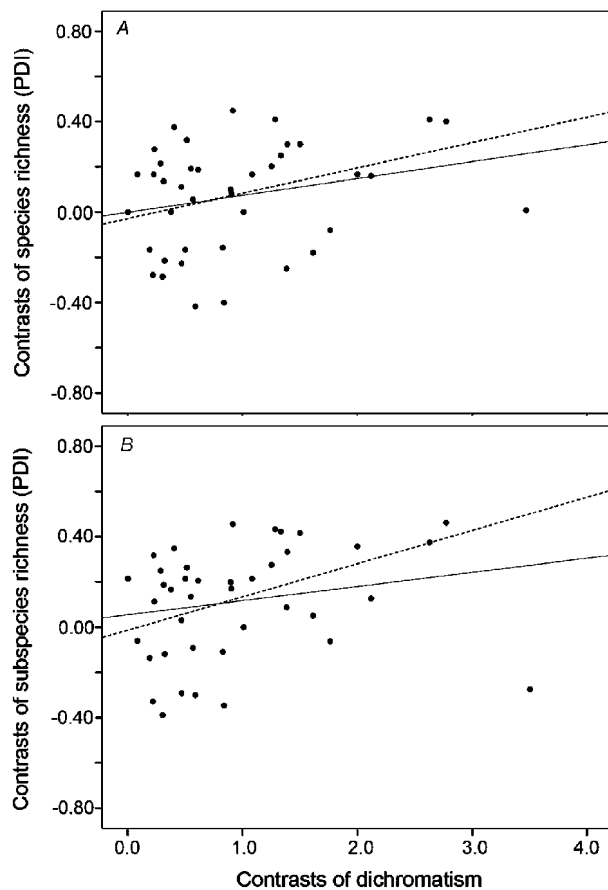 A
Contrasts of species richness (PDI)
0.80
0.40
0.00
-0.40
-0.80
B
Contrasts of subspecies richness (PDI)
0.80
0.40
0.00
-0.40
-0.80
0.0 1.0 2.0 3.0 4.0
Contrasts of dichromatism